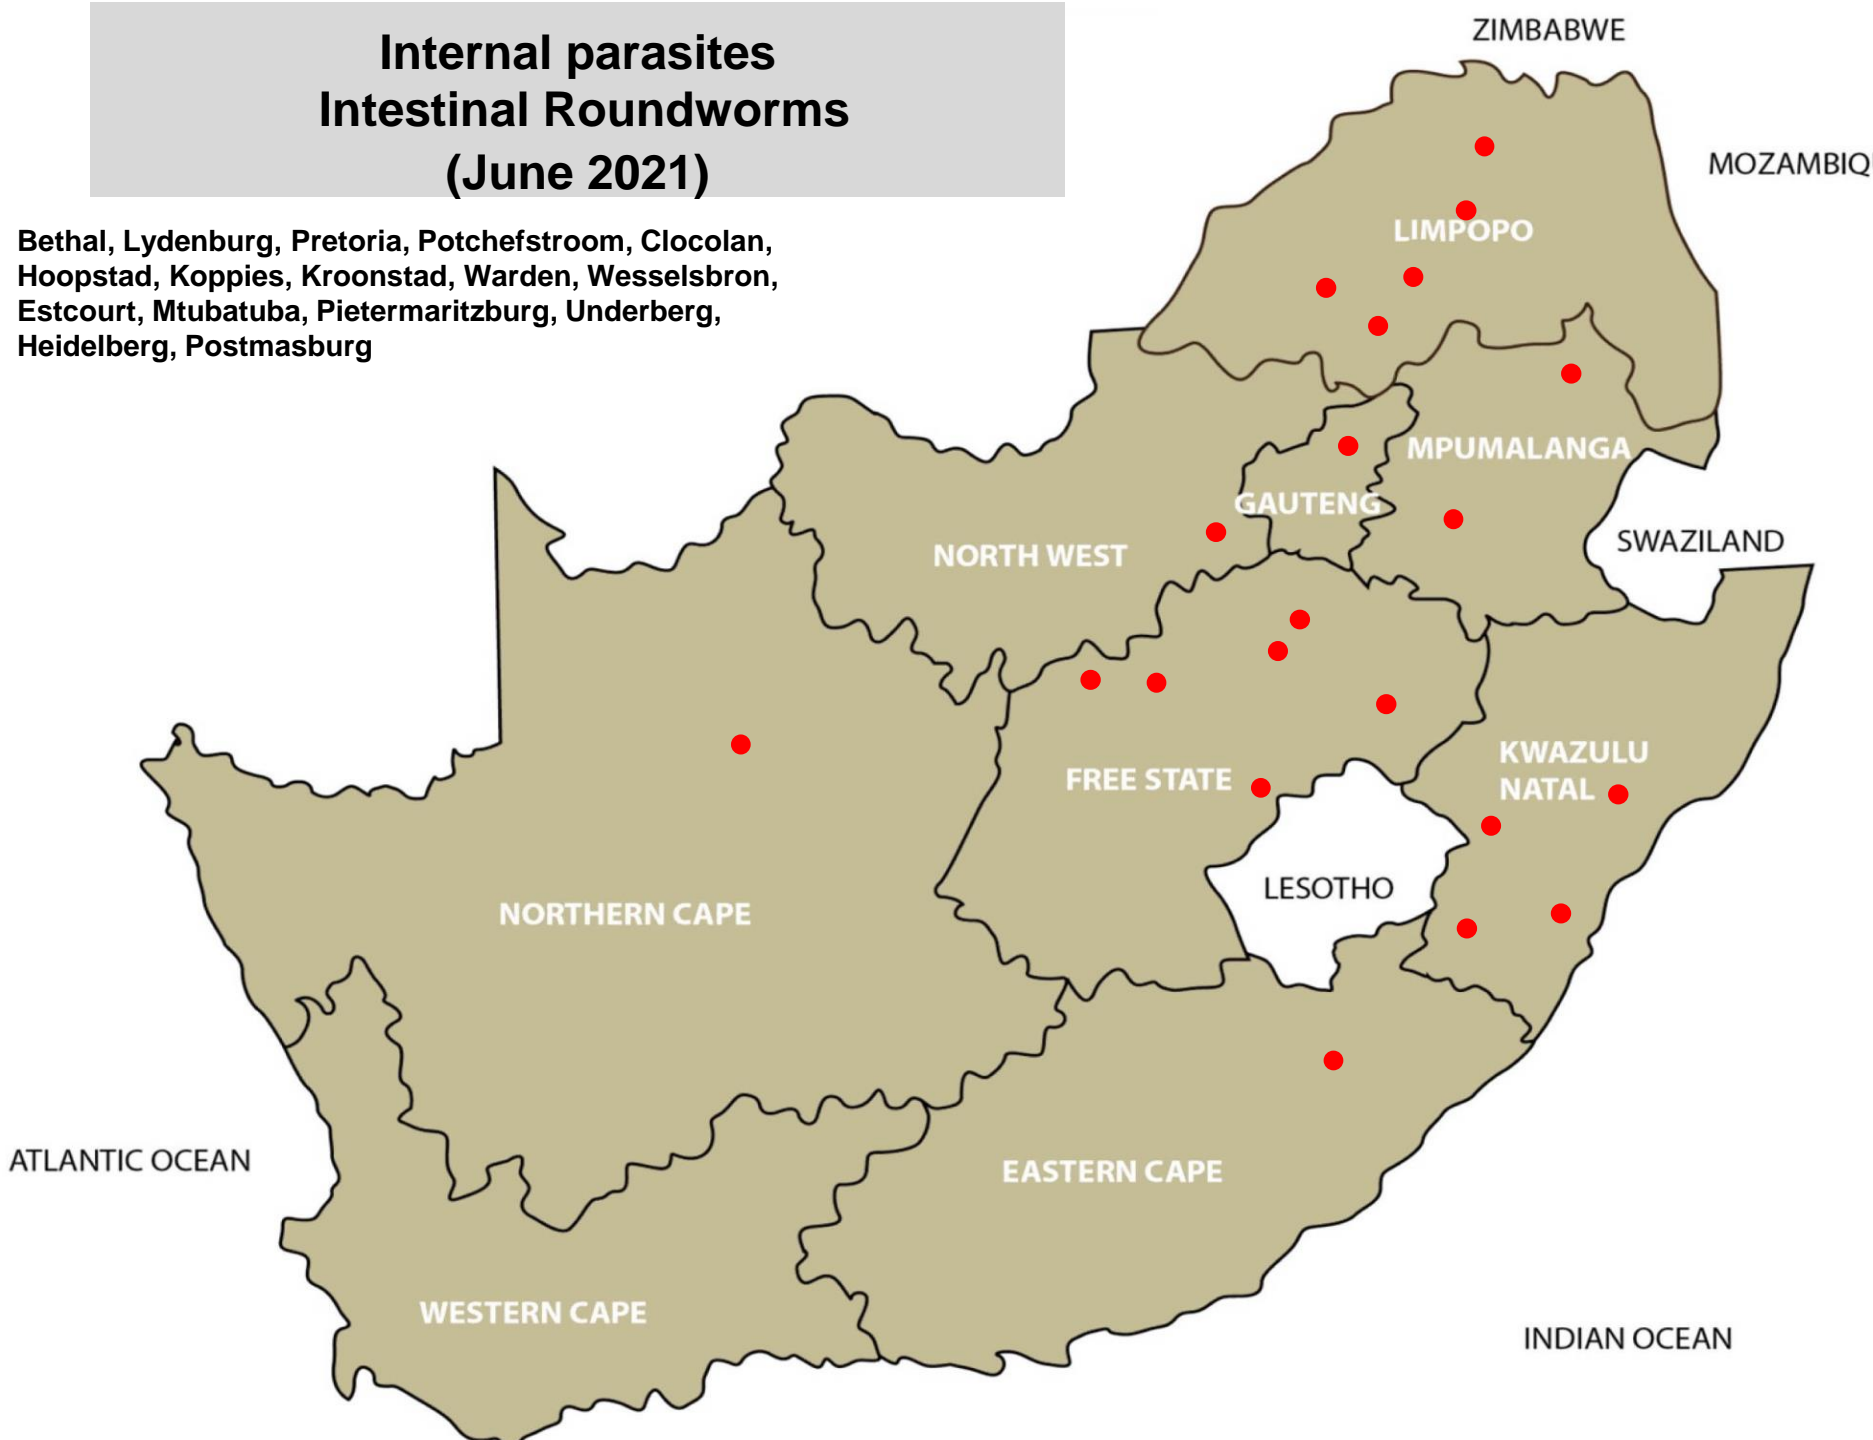 Internal parasites
Intestinal Roundworms
(June 2021)
Bethal, Lydenburg, Pretoria, Potchefstroom, Clocolan,
Hoopstad, Koppies, Kroonstad, Warden, Wesselsbron,
Estcourt, Mtubatuba, Pietermaritzburg, Underberg,
Heidelberg, Postmasburg
ZIMBABWE
MOZAMBIQ
LIMPOPO
MPUMALANGA
GAUTENG
SWAZILAND
NORTH WEST
KWAZULU
NATAL
FREE STATE
LESOTHO
NORTHERN CAPE
ATLANTIC OCEAN
EASTERN CAPE
WESTERN CAPE
INDIAN OCEAN